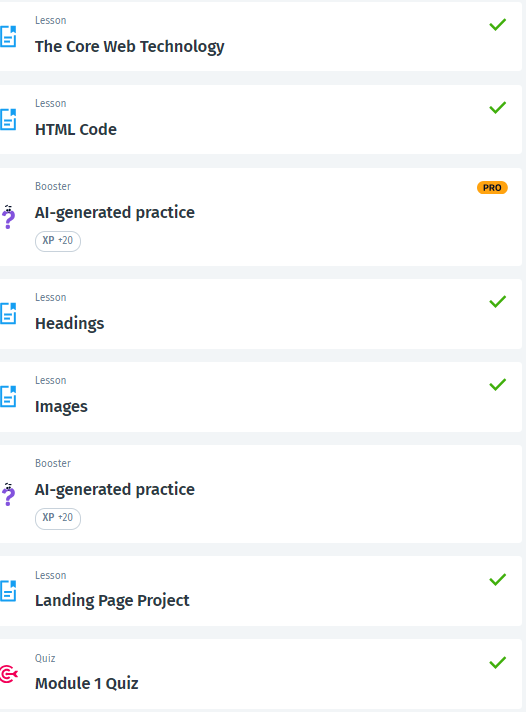 Lesson
The Core Web Technology
Lesson
HTML Code
Booster
PRO
AI-generated practice
XP +20
Lesson
Headings
Lesson
Images
Booster
AI-generated practice
XP +20
Lesson
Landing Page Project
Quiz
Module 1 Quiz